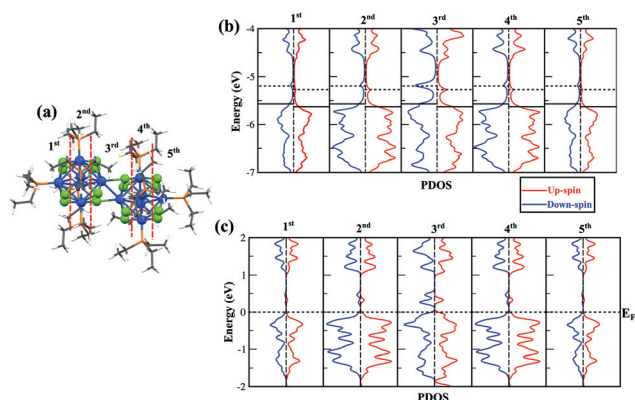 (a)
1st
2nd
3rd
4th
5th
(b)
1st
2nd
3rd
4th
5th
-4
-5
-6
-7
Energy (eV)
PDOS
Up-spin
Down-spin
(c)
1st
2nd
3rd
4th
5th
2
1
0
-1
-2
Energy (eV)
EF
PDOS